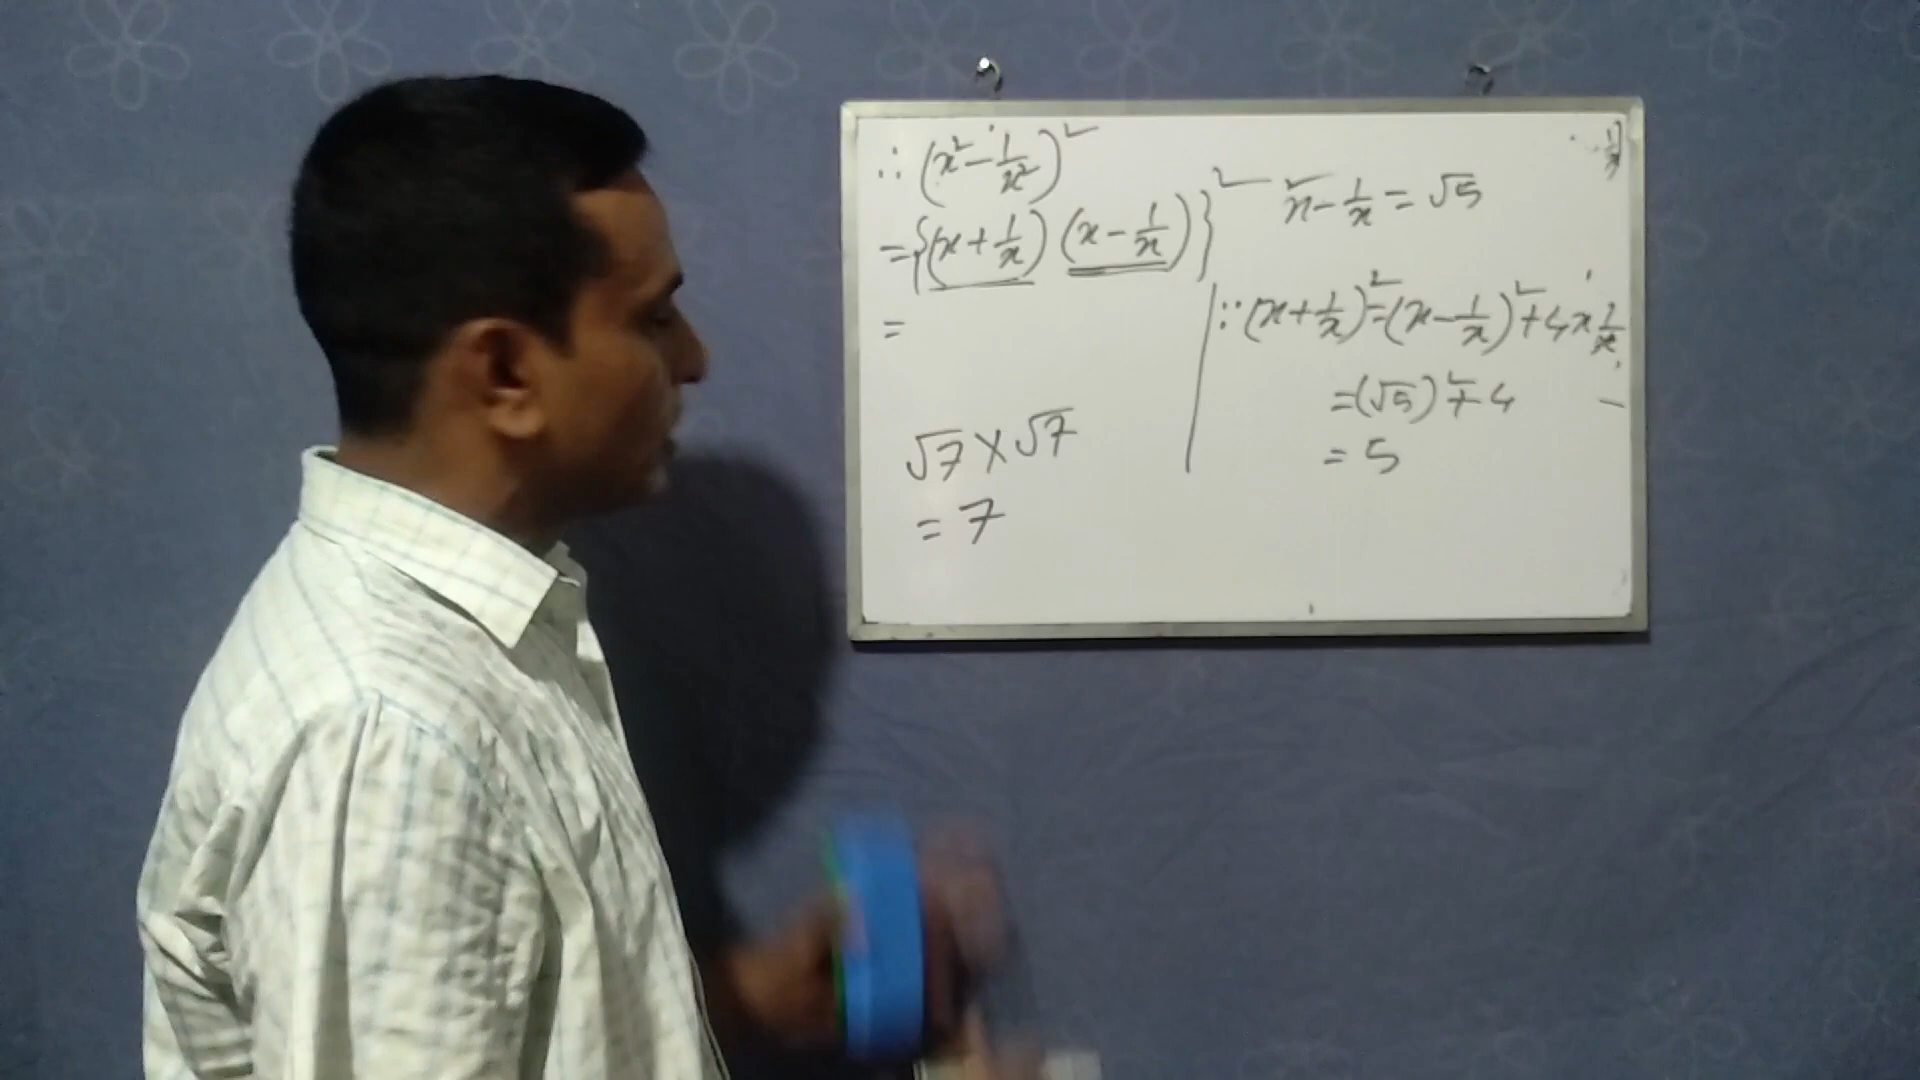 ∴ (x² - 1/x²)²
= {(x + 1/x) (x - 1/x)}²
=
√7 × √7
= 7
x - 1/x = √5
∵ (x + 1/x)² = (x - 1/x)² + 4x 1/x
= (√5)² + 4
= 5